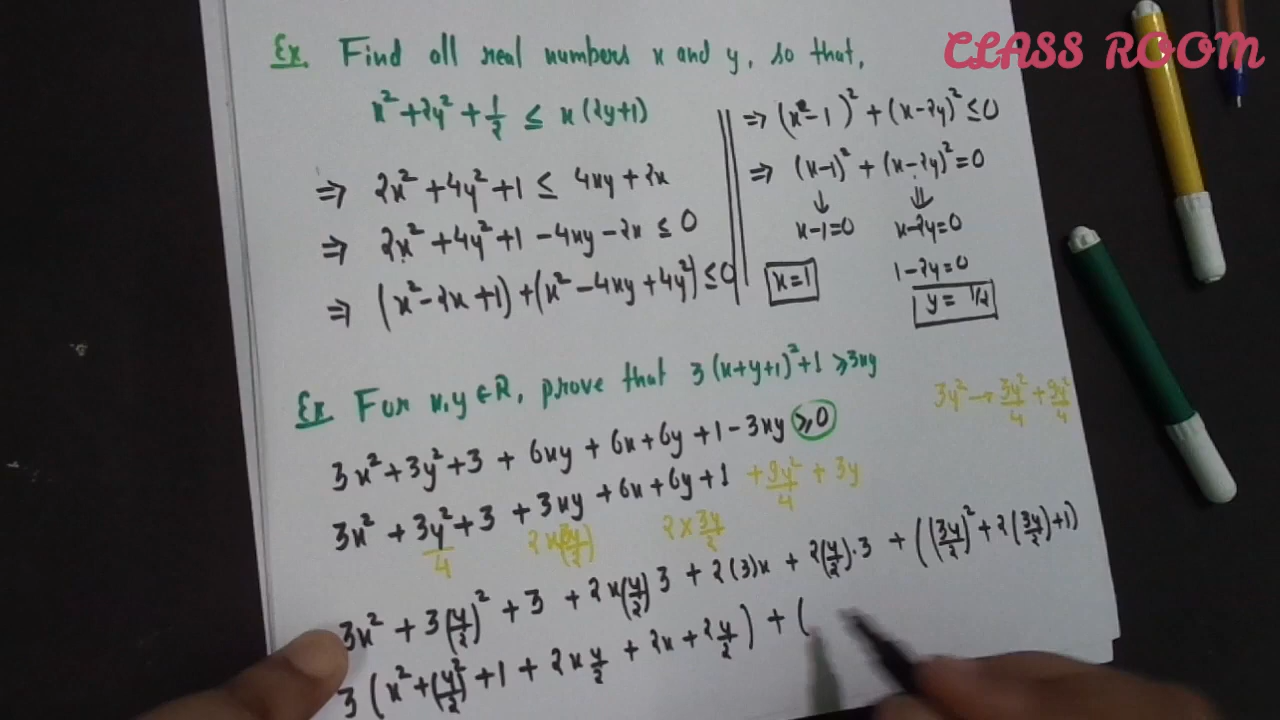 CLASS ROOM
Ex. Find all real numbers x and y, so that,
x² + 2y² + 1/2 ≤ x(2y+1)
⇒ 2x² + 4y² + 1 ≤ 4xy + 2x
⇒ 2x² + 4y² + 1 - 4xy - 2x ≤ 0
⇒ (x² - 2x + 1) + (x² - 4xy + 4y²) ≤ 0
⇒ (x - 1)² + (x - 2y)² ≤ 0
⇒ (x-1)² + (x-2y)² = 0
↓ ⇓
x-1=0 x-2y=0
x=1 1-2y=0
y = 1/2
Ex For x,y ∈ R, prove that 3(x+y+1)²+1 ≥ 3xy
3x² + 3y² + 3 + 6xy + 6x + 6y + 1 - 3xy ≥ 0
3y² → 3y²/4 + 9y²/4
3x² + 3y²/4 + 3 + 3xy + 6x + 6y + 1 + 9y²/4 + 3y
2x(3y/2) 2 × 3y/2
3x² + 3(y/2)² + 3 + 2x(y/2)3 + 2(3)x + 2(y/2)·3 + ((3y/2)² + 2(3y/2) + 1)
3(x² + (y/2)² + 1 + 2x y/2 + 2x + 2y/2) + (